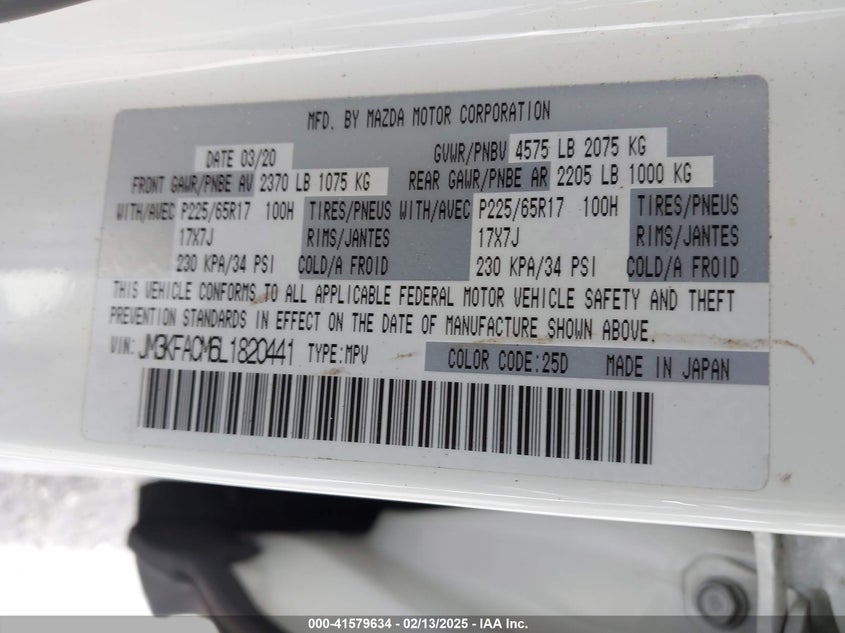 MFD. BY MAZDA MOTOR CORPORATION
DATE 03/20 GVWR/PNBV 4575 LB 2075 KG
FRONT GAWR/PNBE AV 2370 LB 1075 KG REAR GAWR/PNBE AR 2205 LB 1000 KG
WITH/AVEC P225/65R17 100H TIRES/PNEUS WITH/AVEC P225/65R17 100H TIRES/PNEUS
17X7J RIMS/JANTES 17X7J RIMS/JANTES
230 KPA/34 PSI COLD/A FROID 230 KPA/34 PSI COLD/A FROID
THIS VEHICLE CONFORMS TO ALL APPLICABLE FEDERAL MOTOR VEHICLE SAFETY AND THEFT
PREVENTION STANDARDS IN EFFECT ON THE DATE OF MANUFACTURE SHOWN ABOVE.
VIN: JM3KFACM6L1820441 TYPE:MPV COLOR CODE:25D MADE IN JAPAN
000-41579634 - 02/13/2025 - IAA Inc.